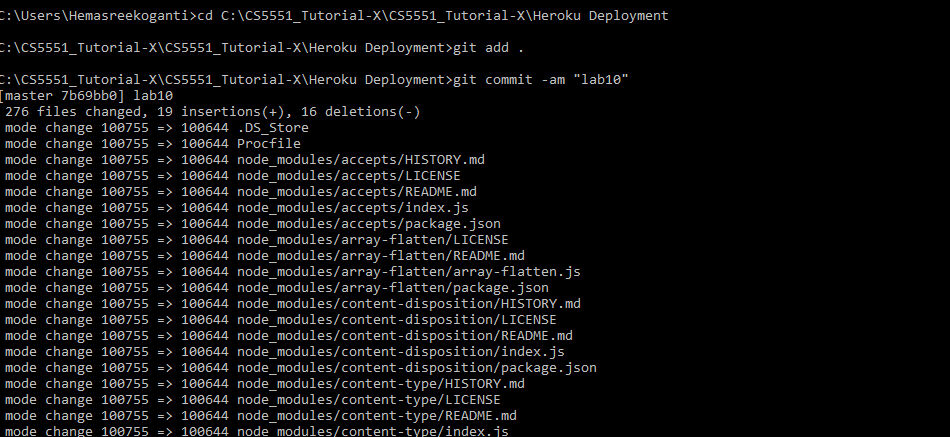 C:\Users\Hemasreekoganti>cd C:\CS5551_Tutorial-X\CS5551_Tutorial-X\Heroku Deployment
C:\CS5551_Tutorial-X\CS5551_Tutorial-X\Heroku Deployment>git add .
C:\CS5551_Tutorial-X\CS5551_Tutorial-X\Heroku Deployment>git commit -am "lab10"
[master 7b69bb0] lab10
276 files changed, 19 insertions(+), 16 deletions(-)
mode change 100755 => 100644 .DS_Store
mode change 100755 => 100644 Procfile
mode change 100755 => 100644 node_modules/accepts/HISTORY.md
mode change 100755 => 100644 node_modules/accepts/LICENSE
mode change 100755 => 100644 node_modules/accepts/README.md
mode change 100755 => 100644 node_modules/accepts/index.js
mode change 100755 => 100644 node_modules/accepts/package.json
mode change 100755 => 100644 node_modules/array-flatten/LICENSE
mode change 100755 => 100644 node_modules/array-flatten/README.md
mode change 100755 => 100644 node_modules/array-flatten/array-flatten.js
mode change 100755 => 100644 node_modules/array-flatten/package.json
mode change 100755 => 100644 node_modules/content-disposition/HISTORY.md
mode change 100755 => 100644 node_modules/content-disposition/LICENSE
mode change 100755 => 100644 node_modules/content-disposition/README.md
mode change 100755 => 100644 node_modules/content-disposition/index.js
mode change 100755 => 100644 node_modules/content-disposition/package.json
mode change 100755 => 100644 node_modules/content-type/HISTORY.md
mode change 100755 => 100644 node_modules/content-type/LICENSE
mode change 100755 => 100644 node_modules/content-type/README.md
mode change 100755 => 100644 node_modules/content-type/index.js